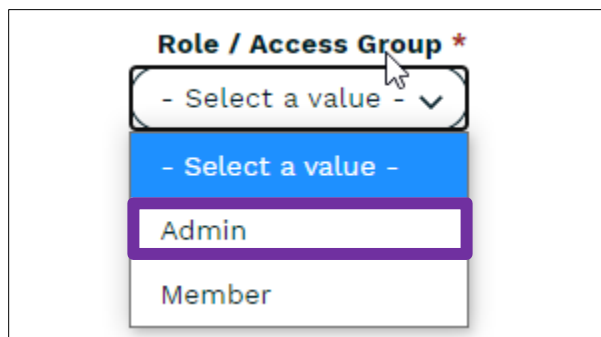 Role / Access Group *
- Select a value -
- Select a value -
Admin
Member